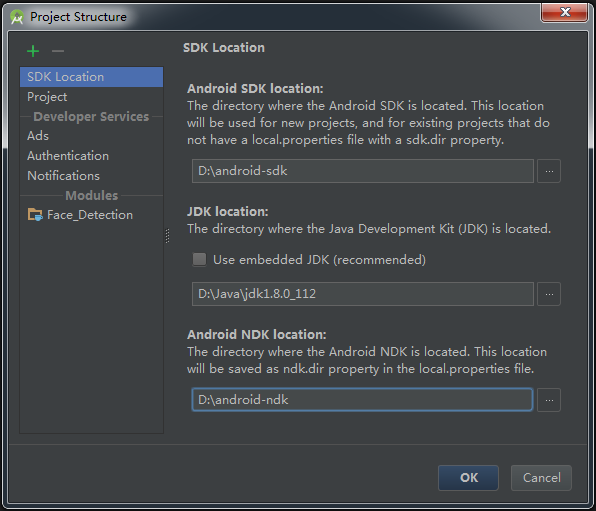 Project Structure
SDK Location
Project
Developer Services
Ads
Authentication
Notifications
Modules
Face_Detection
SDK Location
Android SDK location:
The directory where the Android SDK is located. This location
will be used for new projects, and for existing projects that do
not have a local.properties file with a sdk.dir property.
D:\android-sdk
...
JDK location:
The directory where the Java Development Kit (JDK) is located.
Use embedded JDK (recommended)
D:\Java\jdk1.8.0_112
...
Android NDK location:
The directory where the Android NDK is located. This location
will be saved as ndk.dir property in the local.properties file.
D:\android-ndk
...
OK
Cancel